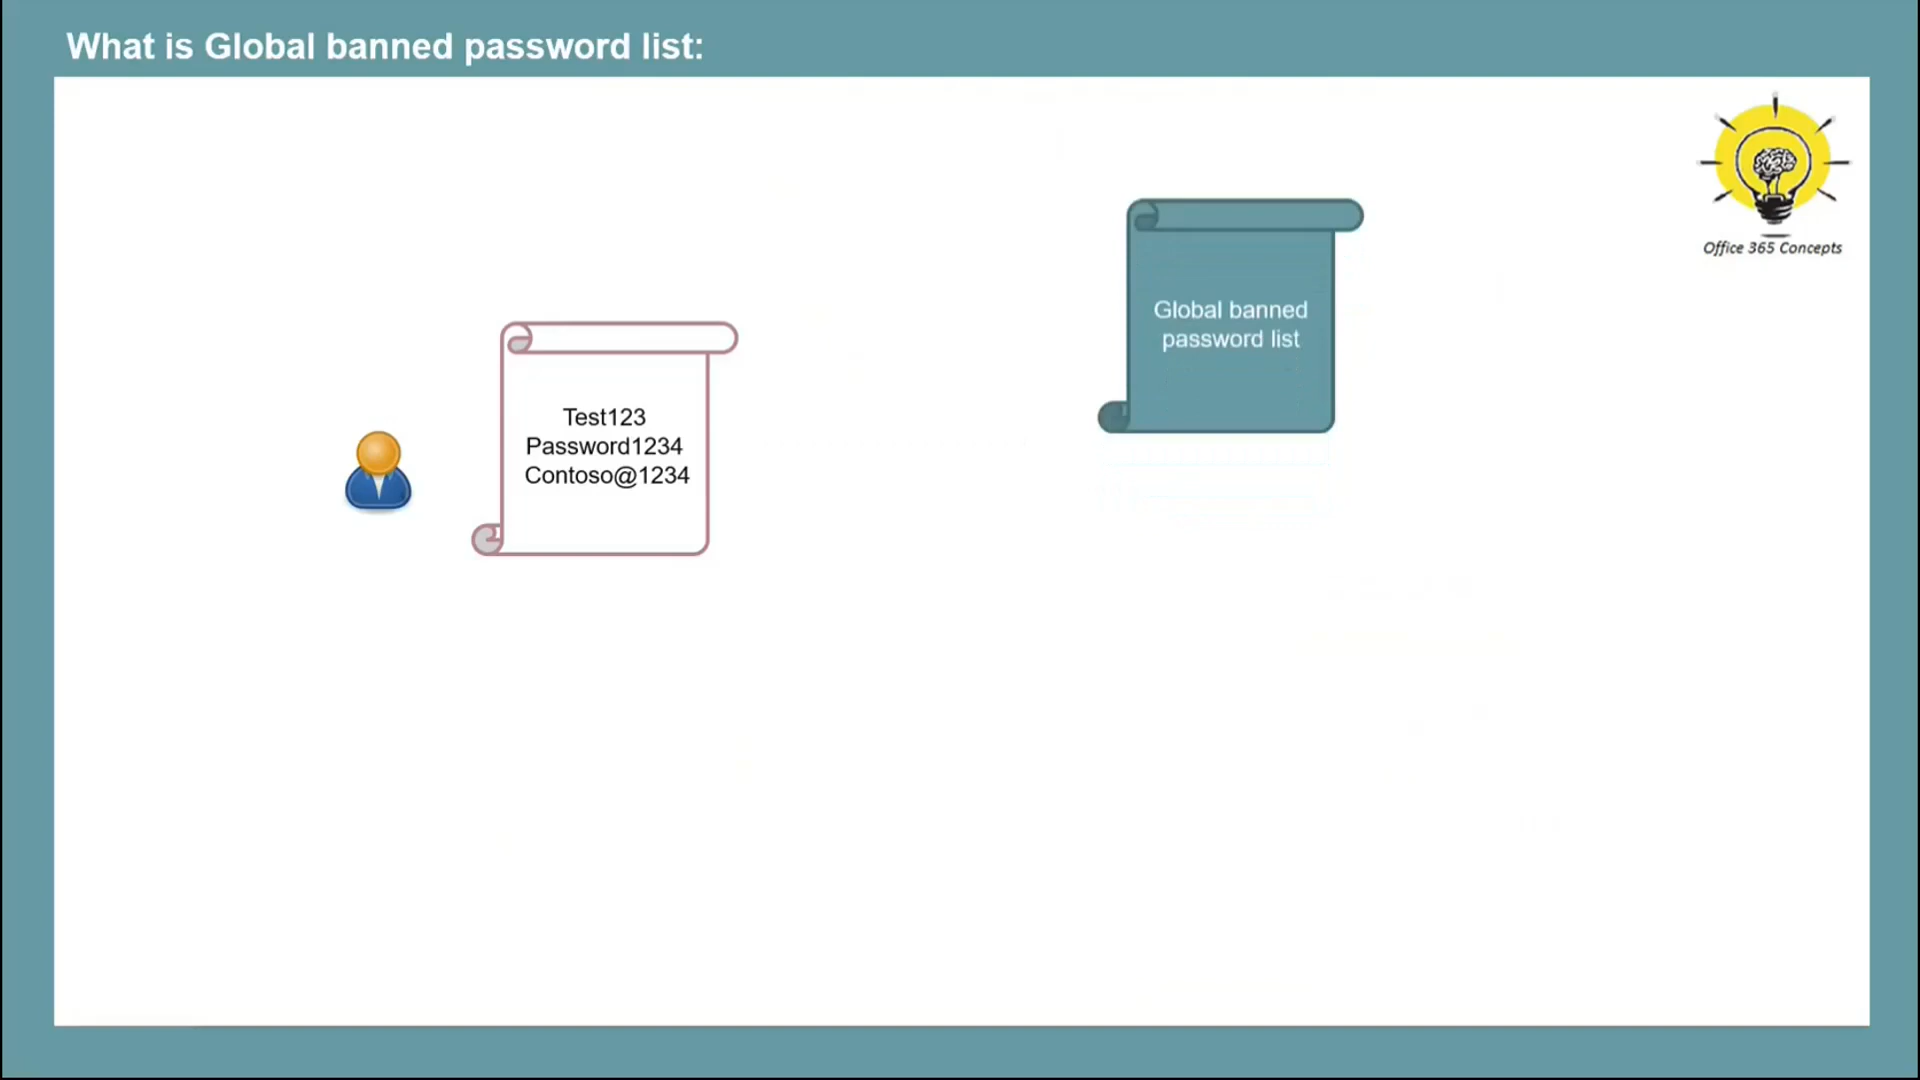 What is Global banned password list:
Office 365 Concepts
Global banned
password list
Test123
Password1234
Contoso@1234